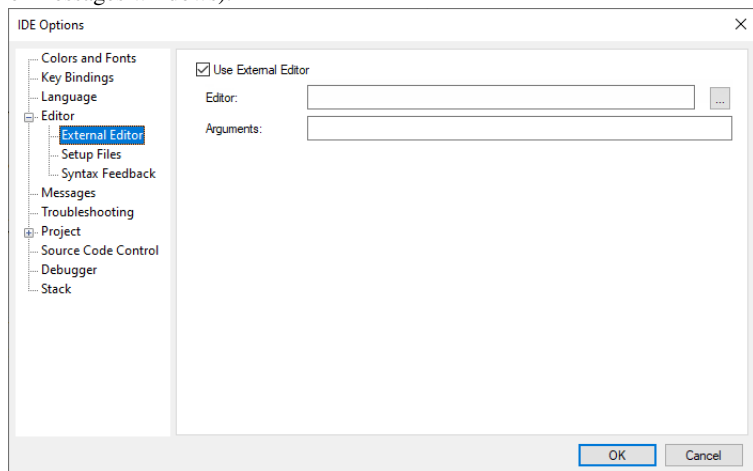 IDE Options
Colors and Fonts
Key Bindings
Language
Editor
External Editor
Setup Files
Syntax Feedback
Messages
Troubleshooting
Project
Source Code Control
Debugger
Stack
Use External Editor
Editor:
...
Arguments:
OK
Cancel